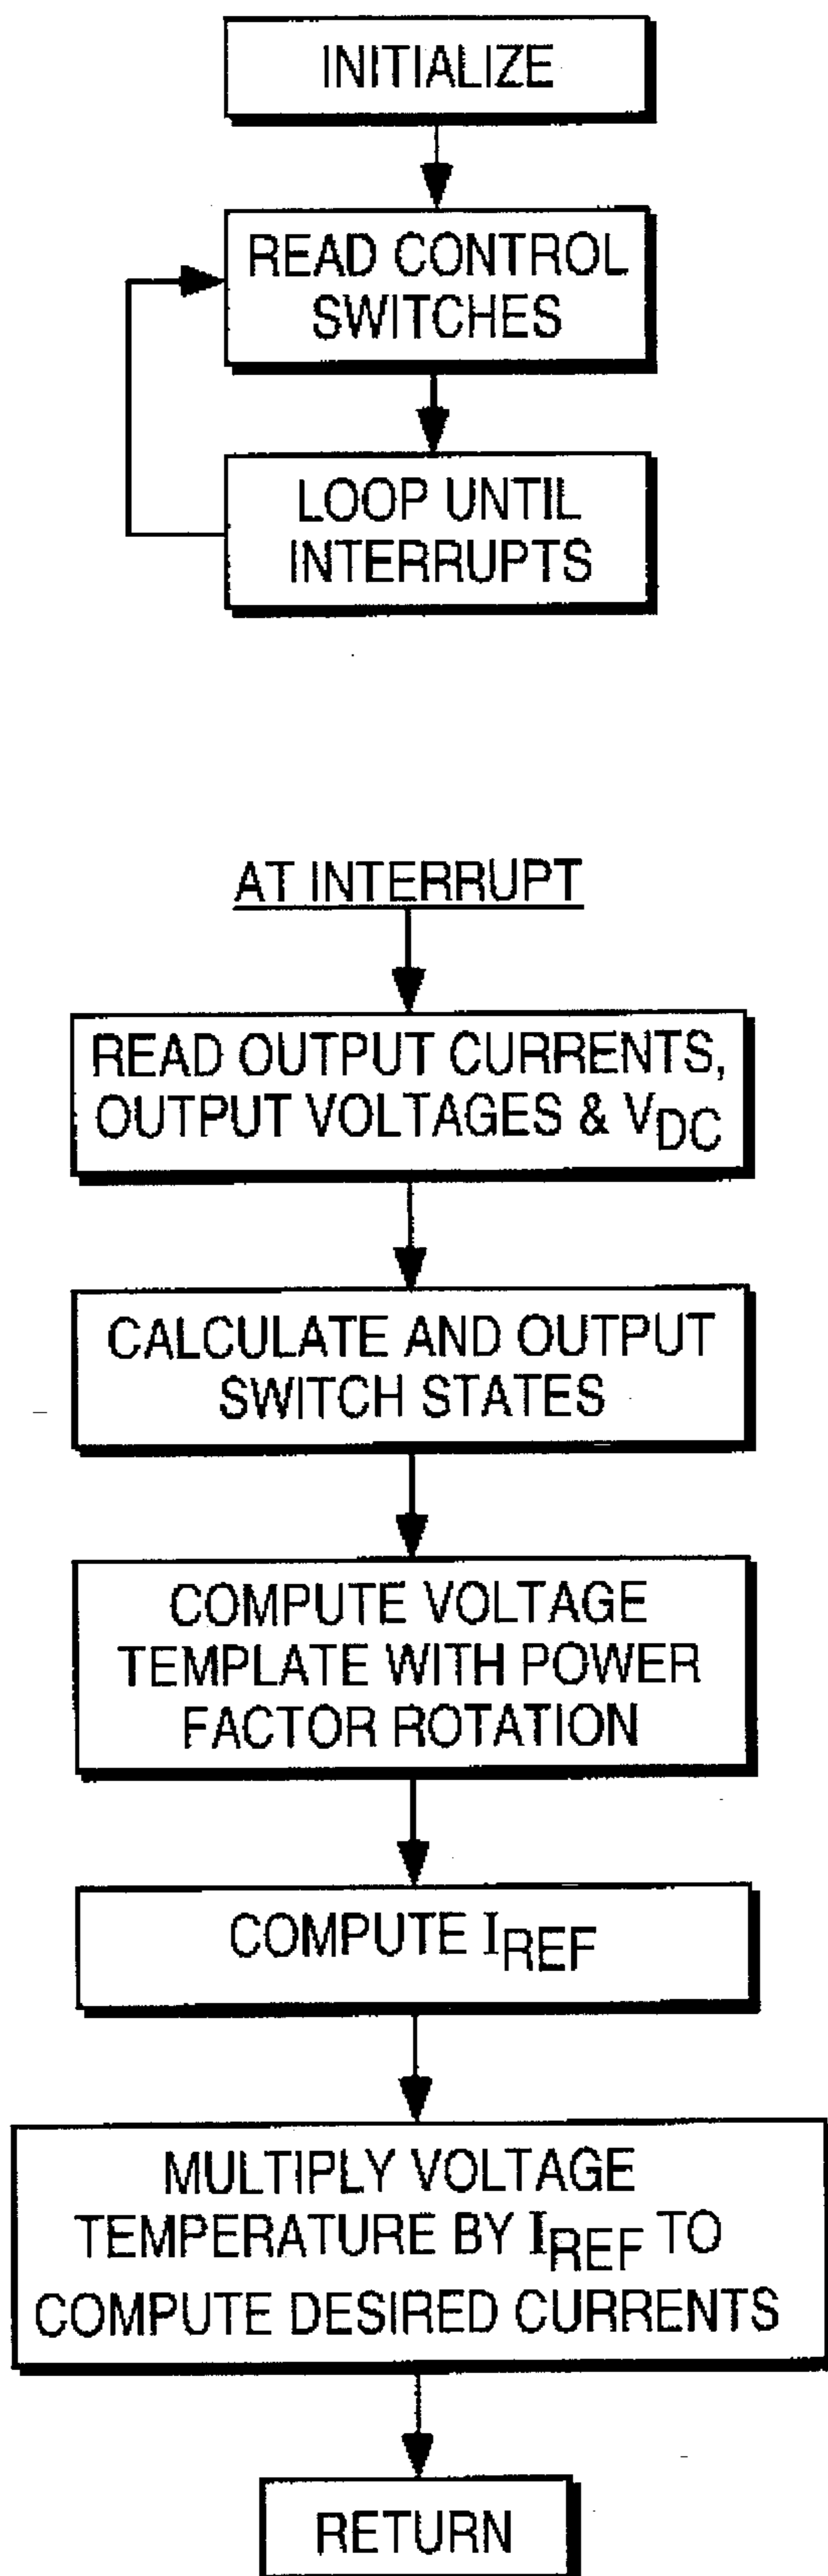 INITIALIZE
READ CONTROL
SWITCHES
LOOP UNTIL
INTERRUPTS
AT INTERRUPT
READ OUTPUT CURRENTS,
OUTPUT VOLTAGES & VDC
CALCULATE AND OUTPUT
SWITCH STATES
COMPUTE VOLTAGE
TEMPLATE WITH POWER
FACTOR ROTATION
COMPUTE IREF
MULTIPLY VOLTAGE
TEMPERATURE BY IREF TO
COMPUTE DESIRED CURRENTS
RETURN